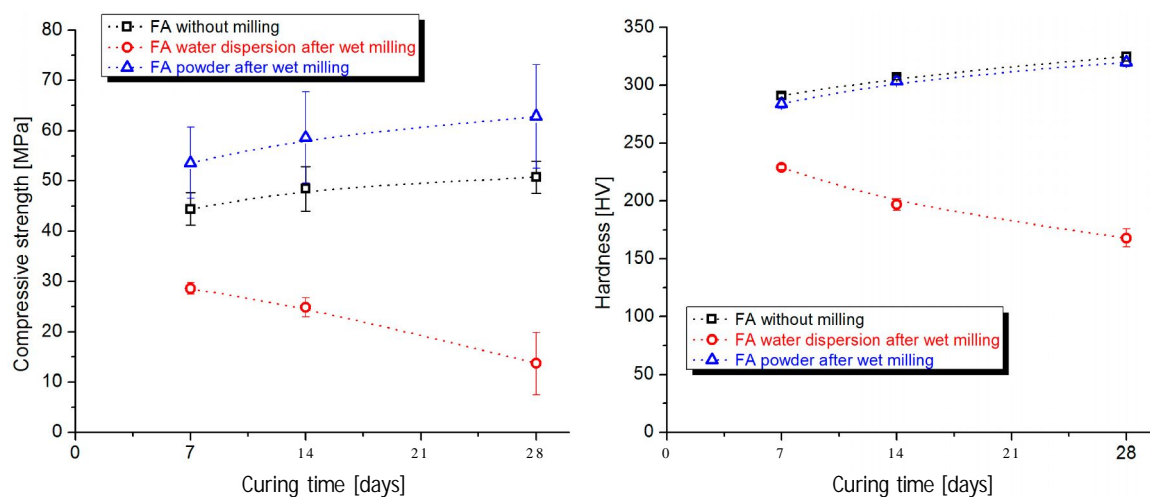 FA without milling
FA water dispersion after wet milling
FA powder after wet milling
80
70
60
50
40
30
20
10
0
Compressive strength [MPa]
0 7 14 21 28
Curing time [days]
350
300
250
200
150
100
50
0
Hardness [HV]
FA without milling
FA water dispersion after wet milling
FA powder after wet milling
0 7 14 21 28
Curing time [days]